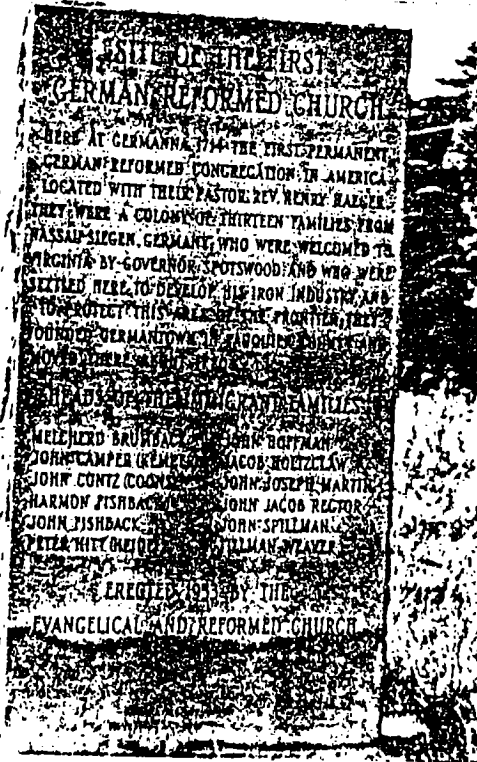 SITE OF THE FIRST
GERMAN REFORMED CHURCH
HERE AT GERMANNA 1714 THE FIRST PERMANENT
GERMAN REFORMED CONGREGATION IN AMERICA
LOCATED WITH THEIR PASTOR, REV. HENRY HAEGER.
THEY WERE A COLONY OF THIRTEEN FAMILIES FROM
NASSAU-SIEGEN, GERMANY, WHO WERE WELCOMED TO
VIRGINIA BY GOVERNOR SPOTSWOOD AND WHO WERE
SETTLED HERE TO DEVELOP HIS IRON INDUSTRY AND
TO PROTECT THIS AREA OF THE FRONTIER. THEY
FOUNDED GERMANTOWN IN FAUQUIER COUNTY AND
MOVED THERE
HEADS OF THE IMMIGRANT FAMILIES
MELCHERD BRUMBACK JOHN HOFFMAN
JOHN CAMPER (KEMPER) JACOB HOLTZCLAW
JOHN CONTZ (COONS) JOHN JOSEPH MARTIN
HARMON FISHBACK JOHN JACOB RECTOR
JOHN FISHBACK JOHN SPILLMAN
PETER HITT (HEIDE) TILLMAN WEAVER
ERECTED 1953 BY THE
EVANGELICAL AND REFORMED CHURCH